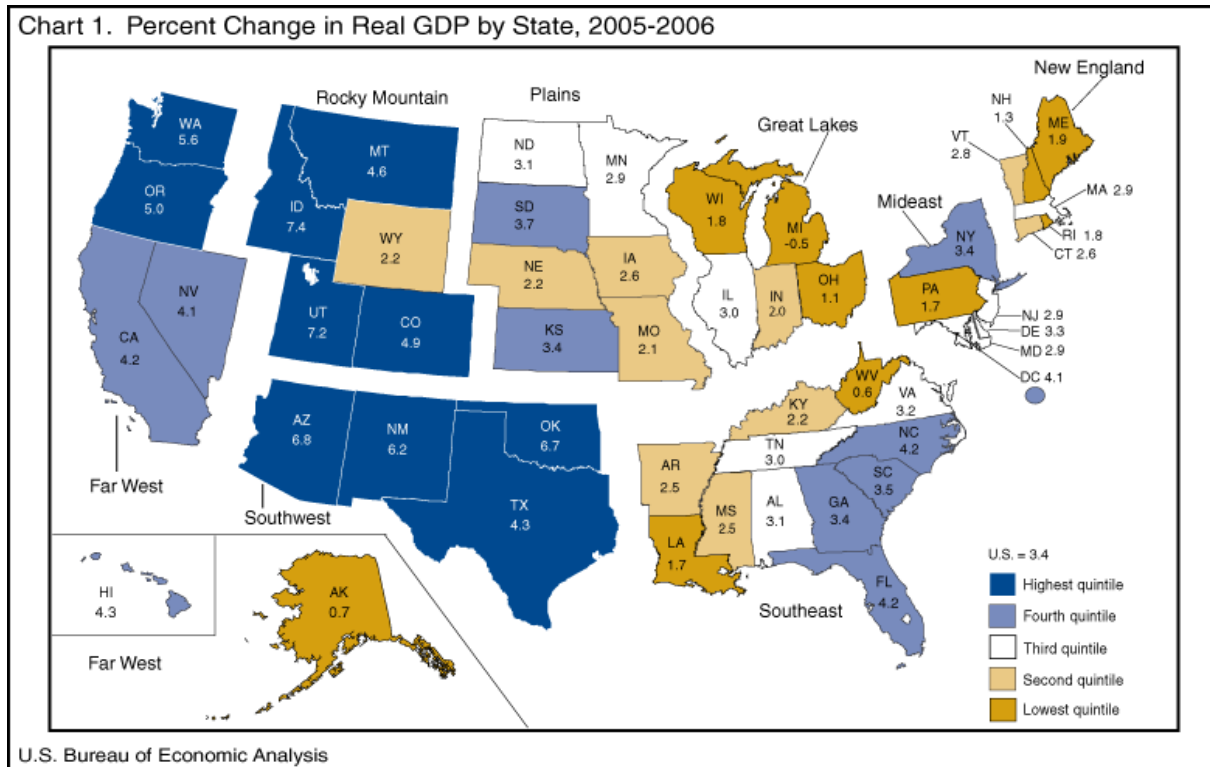 Chart 1. Percent Change in Real GDP by State, 2005-2006
New England
Rocky Mountain
Plains
Great Lakes
NH
1.3
ME
1.9
VT
2.8
WA
5.6
MT
4.6
ND
3.1
MN
2.9
MA 2.9
OR
5.0
ID
7.4
SD
3.7
WI
1.8
MI
-0.5
Mideast
RI 1.8
CT 2.6
WY
2.2
NY
3.4
NE
2.2
IA
2.6
OH
1.1
PA
1.7
NV
4.1
UT
7.2
CO
4.9
IL
3.0
IN
2.0
NJ 2.9
DE 3.3
MD 2.9
DC 4.1
CA
4.2
KS
3.4
MO
2.1
WV
0.6
VA
3.2
KY
2.2
AZ
6.8
NM
6.2
OK
6.7
TN
3.0
NC
4.2
Far West
AR
2.5
SC
3.5
TX
4.3
MS
2.5
AL
3.1
GA
3.4
Southwest
LA
1.7
U.S. = 3.4
HI
4.3
AK
0.7
FL
4.2
Highest quintile
Southeast
Fourth quintile
Third quintile
Far West
Second quintile
Lowest quintile
U.S. Bureau of Economic Analysis